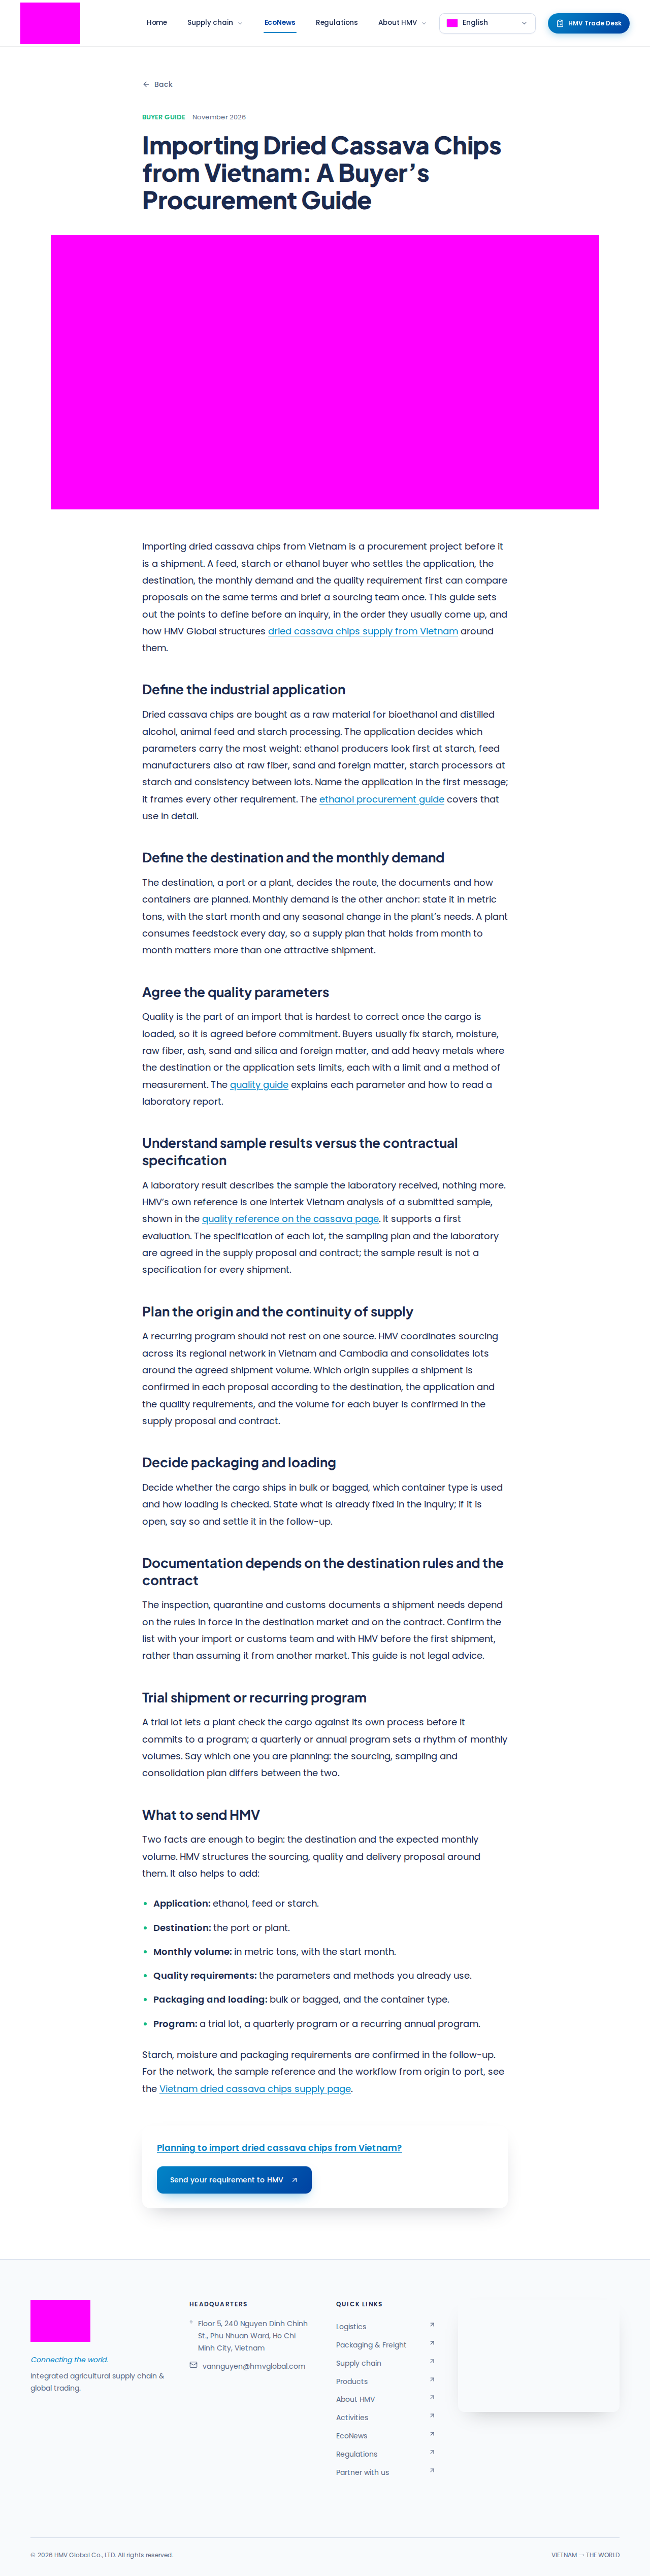 Home
Supply chain
EcoNews
Regulations
About HMV
English
HMV Trade Desk
Back
BUYER GUIDE November 2026
Importing Dried Cassava Chips
from Vietnam: A Buyer’s
Procurement Guide
Importing dried cassava chips from Vietnam is a procurement project before it
is a shipment. A feed, starch or ethanol buyer who settles the application, the
destination, the monthly demand and the quality requirement first can compare
proposals on the same terms and brief a sourcing team once. This guide sets
out the points to define before an inquiry, in the order they usually come up, and
how HMV Global structures dried cassava chips supply from Vietnam around
them.
Define the industrial application
Dried cassava chips are bought as a raw material for bioethanol and distilled
alcohol, animal feed and starch processing. The application decides which
parameters carry the most weight: ethanol producers look first at starch, feed
manufacturers also at raw fiber, sand and foreign matter, starch processors at
starch and consistency between lots. Name the application in the first message;
it frames every other requirement. The ethanol procurement guide covers that
use in detail.
Define the destination and the monthly demand
The destination, a port or a plant, decides the route, the documents and how
containers are planned. Monthly demand is the other anchor: state it in metric
tons, with the start month and any seasonal change in the plant’s needs. A plant
consumes feedstock every day, so a supply plan that holds from month to
month matters more than one attractive shipment.
Agree the quality parameters
Quality is the part of an import that is hardest to correct once the cargo is
loaded, so it is agreed before commitment. Buyers usually fix starch, moisture,
raw fiber, ash, sand and silica and foreign matter, and add heavy metals where
the destination or the application sets limits, each with a limit and a method of
measurement. The quality guide explains each parameter and how to read a
laboratory report.
Understand sample results versus the contractual
specification
A laboratory result describes the sample the laboratory received, nothing more.
HMV’s own reference is one Intertek Vietnam analysis of a submitted sample,
shown in the quality reference on the cassava page. It supports a first
evaluation. The specification of each lot, the sampling plan and the laboratory
are agreed in the supply proposal and contract; the sample result is not a
specification for every shipment.
Plan the origin and the continuity of supply
A recurring program should not rest on one source. HMV coordinates sourcing
across its regional network in Vietnam and Cambodia and consolidates lots
around the agreed shipment volume. Which origin supplies a shipment is
confirmed in each proposal according to the destination, the application and
the quality requirements, and the volume for each buyer is confirmed in the
supply proposal and contract.
Decide packaging and loading
Decide whether the cargo ships in bulk or bagged, which container type is used
and how loading is checked. State what is already fixed in the inquiry; if it is
open, say so and settle it in the follow-up.
Documentation depends on the destination rules and the
contract
The inspection, quarantine and customs documents a shipment needs depend
on the rules in force in the destination market and on the contract. Confirm the
list with your import or customs team and with HMV before the first shipment,
rather than assuming it from another market. This guide is not legal advice.
Trial shipment or recurring program
A trial lot lets a plant check the cargo against its own process before it
commits to a program; a quarterly or annual program sets a rhythm of monthly
volumes. Say which one you are planning: the sourcing, sampling and
consolidation plan differs between the two.
What to send HMV
Two facts are enough to begin: the destination and the expected monthly
volume. HMV structures the sourcing, quality and delivery proposal around
them. It also helps to add:
Application: ethanol, feed or starch.
Destination: the port or plant.
Monthly volume: in metric tons, with the start month.
Quality requirements: the parameters and methods you already use.
Packaging and loading: bulk or bagged, and the container type.
Program: a trial lot, a quarterly program or a recurring annual program.
Starch, moisture and packaging requirements are confirmed in the follow-up.
For the network, the sample reference and the workflow from origin to port, see
the Vietnam dried cassava chips supply page.
Planning to import dried cassava chips from Vietnam?
Send your requirement to HMV
Connecting the world.
Integrated agricultural supply chain &
global trading.
HEADQUARTERS
Floor 5, 240 Nguyen Dinh Chinh
St., Phu Nhuan Ward, Ho Chi
Minh City, Vietnam
vannguyen@hmvglobal.com
QUICK LINKS
Logistics
Packaging & Freight
Supply chain
Products
About HMV
Activities
EcoNews
Regulations
Partner with us
© 2026 HMV Global Co., LTD. All rights reserved.
VIETNAM → THE WORLD